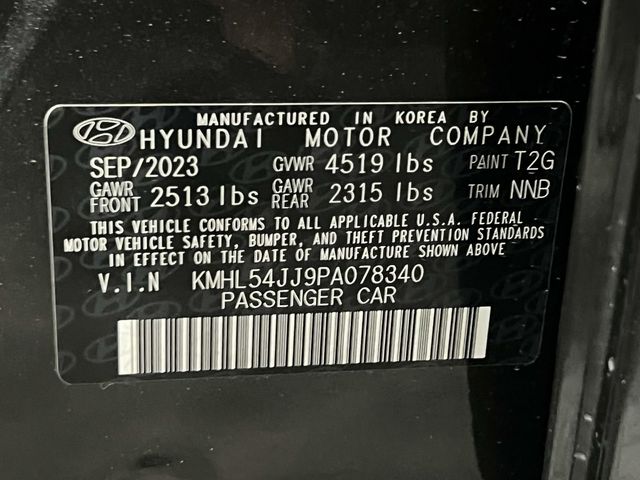 MANUFACTURED IN KOREA BY
HYUNDAI MOTOR COMPANY
SEP/2023 GVWR 4519 lbs PAINT T2G
GAWR FRONT 2513 lbs GAWR REAR 2315 lbs TRIM NNB
THIS VEHICLE CONFORMS TO ALL APPLICABLE U.S.A. FEDERAL
MOTOR VEHICLE SAFETY, BUMPER, AND THEFT PREVENTION STANDARDS
IN EFFECT ON THE DATE OF MANUFACTURE SHOWN ABOVE
V.I.N KMHL54JJ9PA078340
PASSENGER CAR